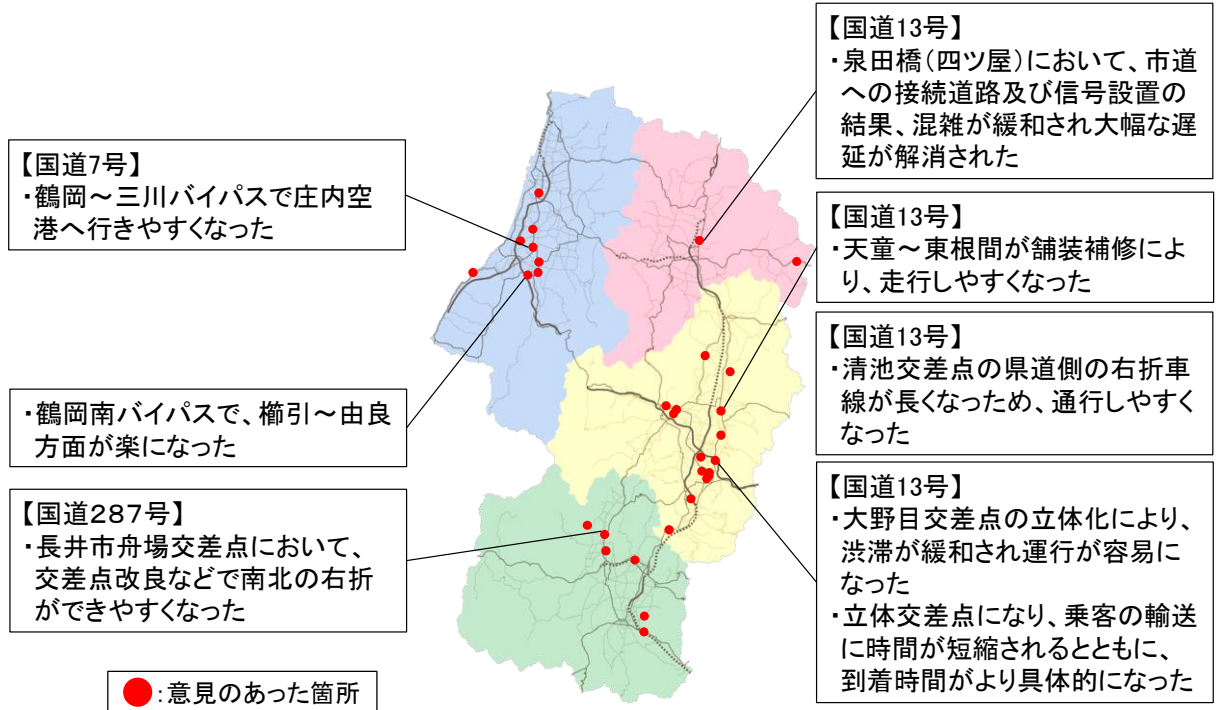 【国道7号】
・鶴岡～三川バイパスで庄内空
港へ行きやすくなった
・鶴岡南バイパスで、櫛引～由良
方面が楽になった
【国道287号】
・長井市舟場交差点において、
交差点改良などで南北の右折
ができやすくなった
：意見のあった箇所
【国道13号】
・泉田橋（四ツ屋）において、市道
への接続道路及び信号設置の
結果、混雑が緩和され大幅な遅
延が解消された
【国道13号】
・天童～東根間が舗装補修によ
り、走行しやすくなった
【国道13号】
・清池交差点の県道側の右折車
線が長くなっため、通行しやすく
なった
【国道13号】
・大野目交差点の立体化により、
渋滞が緩和され運行が容易に
なった
・立体交差点になり、乗客の輸送
に時間が短縮されるとともに、
到着時間がより具体的になった